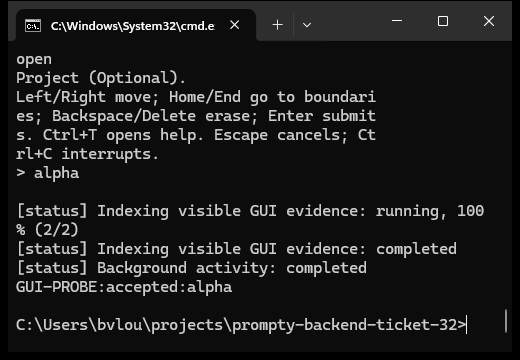 C:\Windows\System32\cmd.e
open
Project (Optional).
Left/Right move; Home/End go to boundari
es; Backspace/Delete erase; Enter submit
s. Ctrl+T opens help. Escape cancels; Ct
rl+C interrupts.
> alpha
[status] Indexing visible GUI evidence: running, 100
% (2/2)
[status] Indexing visible GUI evidence: completed
[status] Background activity: completed
GUI-PROBE:accepted:alpha
C:\Users\bvlou\projects\prompty-backend-ticket-32>